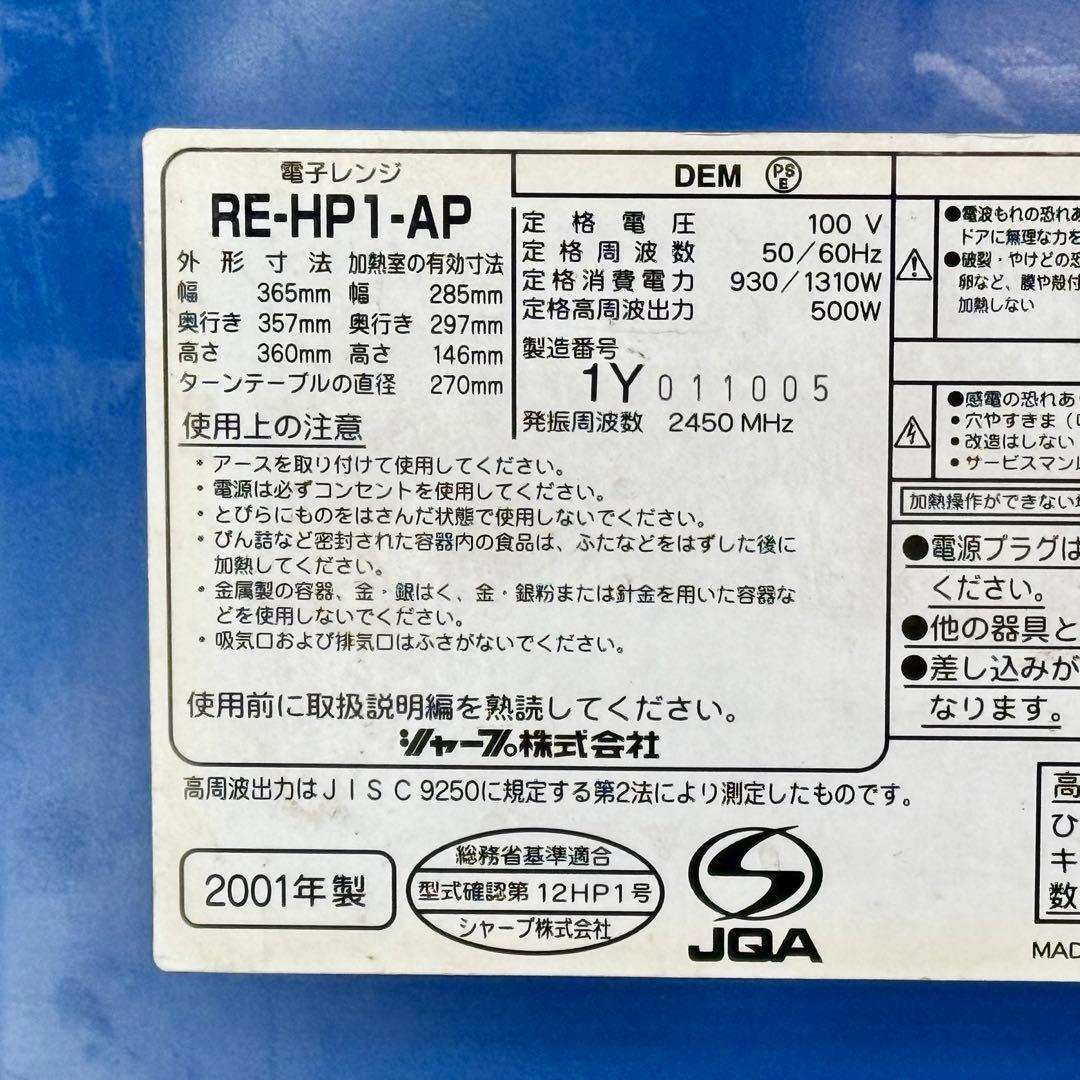 電子レンジ
RE-HP1-AP
外形寸法 加熱室の有効寸法
幅 365mm 幅 285mm
奥行き 357mm 奥行き 297mm
高さ 360mm 高さ 146mm
ターンテーブルの直径 270mm
DEM PSE
定格電圧 100 V
定格周波数 50/60Hz
定格消費電力 930/1310W
定格高周波出力 500W
製造番号
1Y 011005
発振周波数 2450 MHz
使用上の注意
・アースを取り付けて使用してください。
・電源は必ずコンセントを使用してください。
・とびらにものをはさんだ状態で使用しないでください。
・びん詰など密封された容器内の食品は、ふたなどをはずした後に
加熱してください。
・金属製の容器、金・銀はく、金・銀粉または針金を用いた容器な
どを使用しないでください。
・吸気口および排気口はふさがないでください。
使用前に取扱説明編を熟読してください。
シャープ株式会社
高周波出力はJIS C 9250に規定する第2法により測定したものです。
2001年製
総務省基準適合
型式確認第 12HP1号
シャープ株式会社
JQA
●電波もれの恐れあ
ドアに無理な力を
●破裂・やけどの恐
卵など、膜や殻付
加熱しない
●感電の恐れあり
・穴やすきま
・改造はしない
・サービスマン以
加熱操作ができない
●電源プラグは
ください。
●他の器具と
●差し込みが
なります。
高
ひ
キ
数
MAD